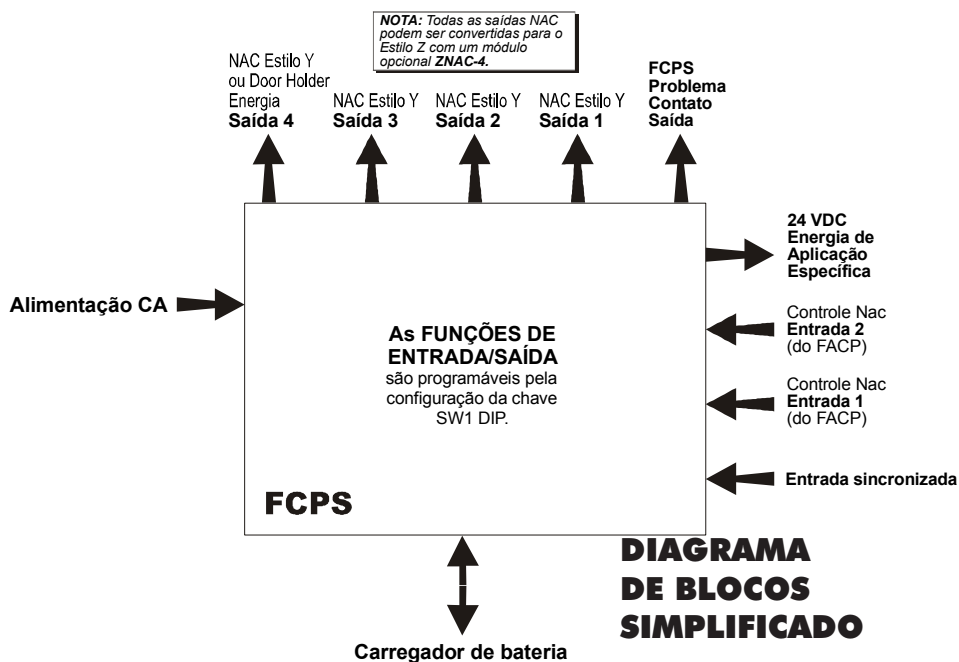 NOTA: Todas as saídas NAC
podem ser convertidas para o
Estilo Z com um módulo
opcional ZNAC-4.
NAC Estilo Y
ou Door Holder
Energia
Saída 4
NAC Estilo Y
Saída 3
NAC Estilo Y
Saída 2
NAC Estilo Y
Saída 1
FCPS
Problema
Contato
Saída
24 VDC
Energia de
Aplicação
Específica
Alimentação CA
Controle Nac
Entrada 2
(do FACP)
As FUNÇÕES DE
ENTRADA/SAÍDA
são programáveis pela
configuração da chave
SW1 DIP.
Controle Nac
Entrada 1
(do FACP)
Entrada sincronizada
FCPS
DIAGRAMA
DE BLOCOS
SIMPLIFICADO
Carregador de bateria